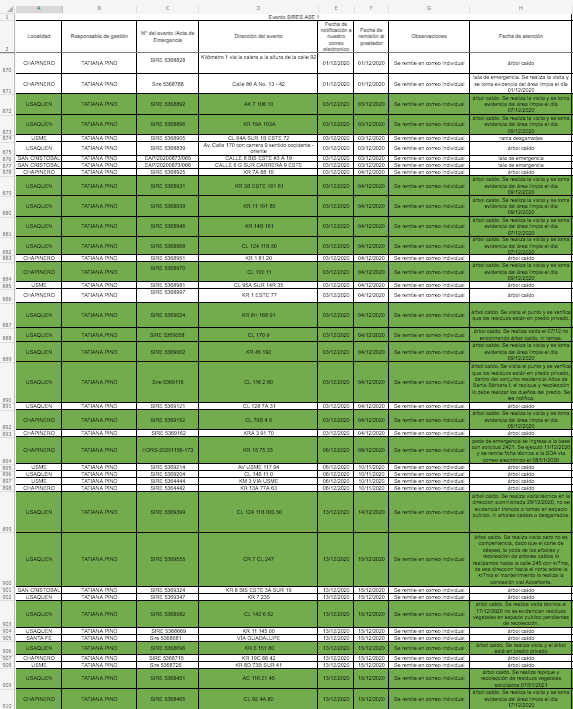 A B C D E F G H
1 Evento SIRES ASE 1
2 Localidad Responsable de gestión N° del evento /Acta de Emergencia Dirección del evento Fecha de notificación a nuestro correo electronico Fecha de remisión al prestador Observaciones Fecha de atención
870 CHAPINERO TATIANA PINO SIRE 5368828 Kilómetro 1 vía la calera a la altura de la calle 92 01/12/2020 01/12/2020 Se remite en correo individual árbol caído
871 CHAPINERO TATIANA PINO Sire 5368788 Calle 86 A No. 13 - 42 01/12/2020 01/12/2020 Se remite en correo individual tala de emergencia. Se realiza la visita y se toma evidencia del área limpia el día 01/12/2020
872 USAQUEN TATIANA PINO SIRE 5368892 AK 7 106 10 03/12/2020 03/12/2020 Se remite en correo individual árbol caído. Se realiza la visita y se toma evidencia del área limpia el día 07/12/2020
873 USAQUEN TATIANA PINO SIRE 5368896 KR 19A 103A 03/12/2020 03/12/2020 Se remite en correo individual árbol caído. Se realiza la visita y se toma evidencia del área limpia el día 09/12/2020
874 USME TATIANA PINO SIRE 5368905 CL 64A SUR 1B ESTE 72 03/12/2020 03/12/2020 Se remite en correo individual rama desgarradas
875 USAQUEN TATIANA PINO SIRE 5368839 Av. Calle 170 con carrera 9 sentido occidente - oriente 03/12/2020 03/12/2020 Se remite en correo individual árbol caído
876 SAN CRISTOBAL TATIANA PINO EAP/20200873/065 CALLE 8 BIS ESTE #3 A 19 03/12/2020 03/12/2020 Se remite en correo individual tala de emergencia
877 SAN CRISTOBAL TATIANA PINO EAP/20200873/066 CALLE 6 G SUR CARRERA 9 ESTE 03/12/2020 03/12/2020 Se remite en correo individual tala de emergencia
878 CHAPINERO TATIANA PINO SIRE 5368925 KR 7A 88 15 03/12/2020 04/12/2020 Se remite en correo individual árbol caído
879 USAQUEN TATIANA PINO SIRE 5368931 KR 3B ESTE 161 61 03/12/2020 04/12/2020 Se remite en correo individual árbol caído. Se realiza la visita y se toma evidencia del área limpia el día 09/12/2020
880 USAQUEN TATIANA PINO SIRE 5368939 KR 11 101 80 03/12/2020 04/12/2020 Se remite en correo individual árbol caído. Se realiza la visita y se toma evidencia del área limpia el día 09/12/2020
881 USAQUEN TATIANA PINO SIRE 5368946 KR 14B 161 03/12/2020 04/12/2020 Se remite en correo individual árbol caído. Se realiza la visita y se toma evidencia del área limpia el día 07/12/2020
882 USAQUEN TATIANA PINO SIRE 5368968 CL 124 11B 50 03/12/2020 04/12/2020 Se remite en correo individual árbol caído. Se realiza la visita y se toma evidencia del área limpia el día 07/12/2020
883 CHAPINERO TATIANA PINO SIRE 5368951 KR 1 81 20 03/12/2020 04/12/2020 Se remite en correo individual árbol caído
884 CHAPINERO TATIANA PINO SIRE 5368970 CL 100 11 03/12/2020 04/12/2020 Se remite en correo individual árbol caído. Se realiza la visita y se toma evidencia del área limpia el día 09/12/2020
885 USME TATIANA PINO SIRE 5368981 CL 95A SUR 14R 35 03/12/2020 04/12/2020 Se remite en correo individual árbol caído
886 CHAPINERO TATIANA PINO SIRE 5368997 KR 1 ESTE 77 03/12/2020 04/12/2020 Se remite en correo individual árbol caído
887 USAQUEN TATIANA PINO SIRE 5369024 KR 8H 168 91 03/12/2020 04/12/2020 Se remite en correo individual árbol caído. Se visita el punto y se verifica que los residuos están en predio privado.
888 USAQUEN TATIANA PINO SIRE 5369058 CL 170 9 03/12/2020 04/12/2020 Se remite en correo individual árbol caído. Se realiza visita el 07/12 no encontrando árbol caído, ni ramas.
889 USAQUEN TATIANA PINO KR 45 192 03/12/2020 04/12/2020 Se remite en correo individual árbol caído. Se realiza la visita y se toma evidencia del área limpia el día 09/12/2020
890 USAQUEN TATIANA PINO Sire 5369118 CL 116 2 80 03/12/2020 04/12/2020 Se remite en correo individual árbol caído. Se visita el punto y se verifica que los residuos están en predio privado, dentro del conjunto residencial Altos de Santa Bárbara I, el repique y recolección lo debe realizar los dueños del predio. Se les notifica.
891 USAQUEN TATIANA PINO SIRE 5369121 CL 128 7A 31 03/12/2020 04/12/2020 Se remite en correo individual árbol caído
892 CHAPINERO TATIANA PINO SIRE 5369152 CL 79B 4 5 03/12/2020 04/12/2020 Se remite en correo individual árbol caído. Se realiza la visita y se toma evidencia del área limpia el día 05/12/2020
893 CHAPINERO TATIANA PINO SIRE 5369162 KRA 3 91 70 03/12/2020 04/12/2020 Se remite en correo individual árbol caído
894 CHAPINERO TATIANA PINO KR 15 75 33 06/12/2020 09/12/2020 Se remite en correo individual poda de emergencia se ingresa a la base con solicitud 2421. Se ejecuto 11/12/2020 y se remite ficha técnica a la SDA vía correo electrónico el 08/01/2020
895 USME TATIANA PINO SIRE 5369214 AV USME 117 94 06/12/2020 10/11/2020 Se remite en correo individual árbol caído
896 USAQUEN TATIANA PINO SIRE 5369204 CL 146 11 0 06/12/2020 10/11/2020 Se remite en correo individual árbol caído
897 USME TATIANA PINO SIRE 5364444 KM 3 VIA USME 06/12/2020 10/11/2020 Se remite en correo individual árbol caído
898 CHAPINERO TATIANA PINO SIRE 5364442 KR 13A 77A 63 06/12/2020 10/11/2020 Se remite en correo individual árbol caído
899 USAQUEN TATIANA PINO SIRE 5369399 CL 124 11B BIS 50 13/12/2020 14/12/2020 Se remite en correo individual árbol caído. Se realiza visita técnica en la dirección suministrada 29/12/2020, no se evidencian troncos o ramas en espacio publico, ni arboles caídos o desgarrados.
900 USAQUEN TATIANA PINO SIRE 5369555 CR 7 CL 247 13/12/2020 15/12/2020 Se remite en correo individual árbol caído. Se realiza visita pero no es competencia, dado que el corte de césped, la poda de los arboles y recolección de arboles caídos lo realizamos hasta la calle 245 con kr7ma, de esa dirección hacia el norte sobre la kr7ma el mantenimiento lo realiza la concesión vial AcceNorte.
901 SAN CRISTOBAL TATIANA PINO SIRE 5369324 KR 8 BIS ESTE 3A SUR 19 13/12/2020 15/12/2020 Se remite en correo individual árbol caído
902 USAQUEN TATIANA PINO SIRE 5369347 KR 7 235 13/12/2020 15/12/2020 Se remite en correo individual árbol caído
903 USAQUEN TATIANA PINO SIRE 5368582 CL 142 6 52 13/12/2020 15/12/2020 Se remite en correo individual árbol caído. Se realiza visita técnica el 17/12/2020 no se evidencian residuos vegetales en espacio publico pendientes de recolección.
904 USAQUEN TATIANA PINO SIRE 5368669 KR 11 145 00 13/12/2020 15/12/2020 Se remite en correo individual árbol caído
905 SANTA FE TATIANA PINO Sire 5368681 VÍA GUADALUPE 13/12/2020 15/12/2020 Se remite en correo individual árbol caído
906 USAQUEN TATIANA PINO SIRE 5368696 KR 6 151 80 13/12/2020 15/12/2020 Se remite en correo individual árbol caído. Se realiza la visita y el árbol está en predio privado
907 CHAPINERO TATIANA PINO SIRE 5368715 KR 19C 88 42 13/12/2020 15/12/2020 Se remite en correo individual árbol caído
908 USME TATIANA PINO Sire 5368726 KR 8D 73B SUR 41 13/12/2020 15/12/2020 Se remite en correo individual árbol caído
909 USAQUEN TATIANA PINO SIRE 5368451 AC 116 21 45 13/12/2020 15/12/2020 Se remite en correo individual árbol caído. Se realiza repique y recolección de residuos vegetales solicitados 07/01/2021
910 CHAPINERO TATIANA PINO SIRE 5368465 CL 92 4A 80 13/12/2020 15/12/2020 Se remite en correo individual árbol caído. Se realiza la visita y se toma evidencia del área limpia el día 17/12/2020